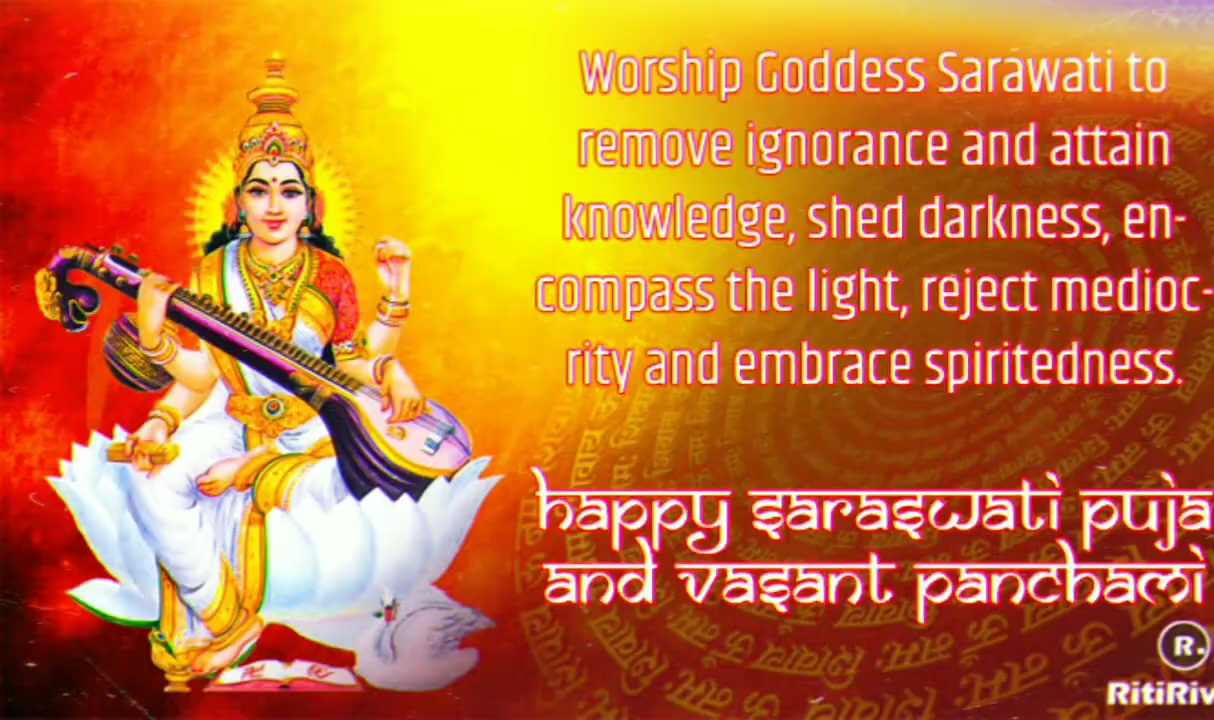 Worship Goddess Sarawati to
remove ignorance and attain
knowledge, shed darkness, en-
compass the light, reject medioc-
rity and embrace spiritedness.
happy saraswati puja
and vasant panchami
R.
RitiRiv